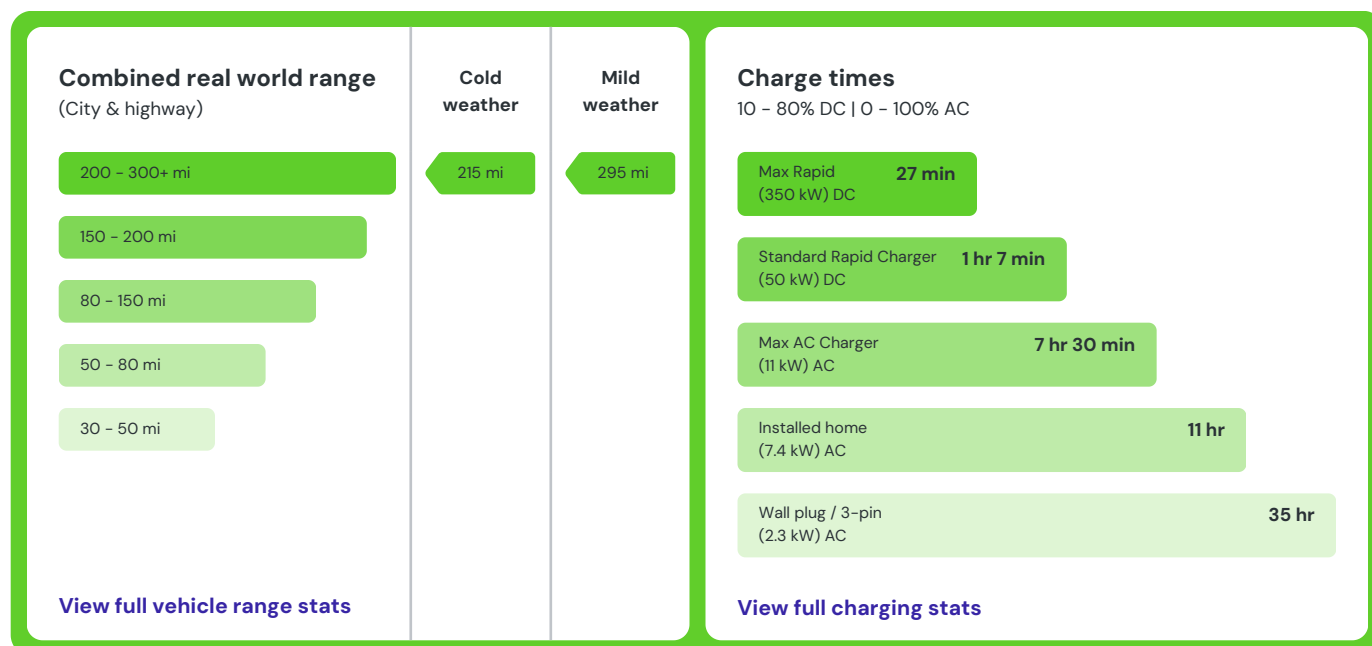 Combined real world range
(City & highway)
Cold
weather
Mild
weather
200 - 300+ mi
215 mi
295 mi
150 - 200 mi
80 - 150 mi
50 - 80 mi
30 - 50 mi
View full vehicle range stats
Charge times
10 - 80% DC | 0 - 100% AC
Max Rapid
(350 kW) DC
27 min
Standard Rapid Charger
(50 kW) DC
1 hr 7 min
Max AC Charger
(11 kW) AC
7 hr 30 min
Installed home
(7.4 kW) AC
11 hr
Wall plug / 3-pin
(2.3 kW) AC
35 hr
View full charging stats